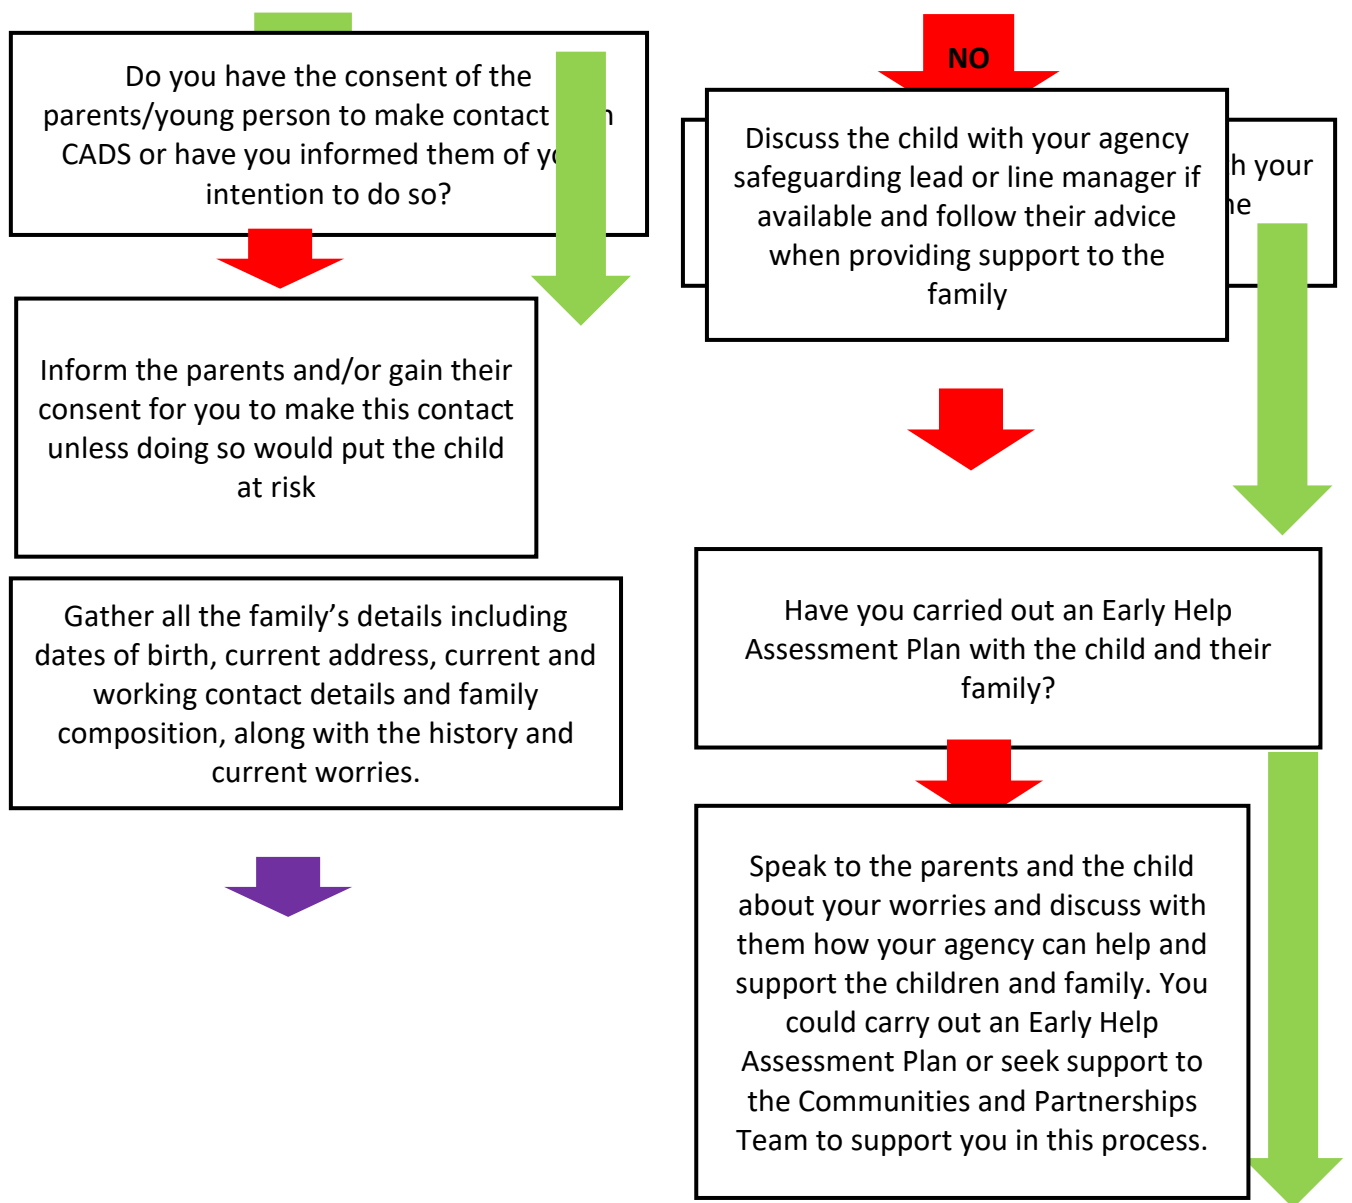 Do you have the consent of the
parents/young person to make contact
CADS or have you informed them of
intention to do so?
Inform the parents and/or gain their
consent for you to make this contact
unless doing so would put the child
at risk
Gather all the family’s details including
dates of birth, current address, current and
working contact details and family
composition, along with the history and
current worries.
NO
Discuss the child with your agency
safeguarding lead or line manager if
available and follow their advice
when providing support to the
family
your
Have you carried out an Early Help
Assessment Plan with the child and their
family?
Speak to the parents and the child
about your worries and discuss with
them how your agency can help and
support the children and family. You
could carry out an Early Help
Assessment Plan or seek support to
the Communities and Partnerships
Team to support you in this process.